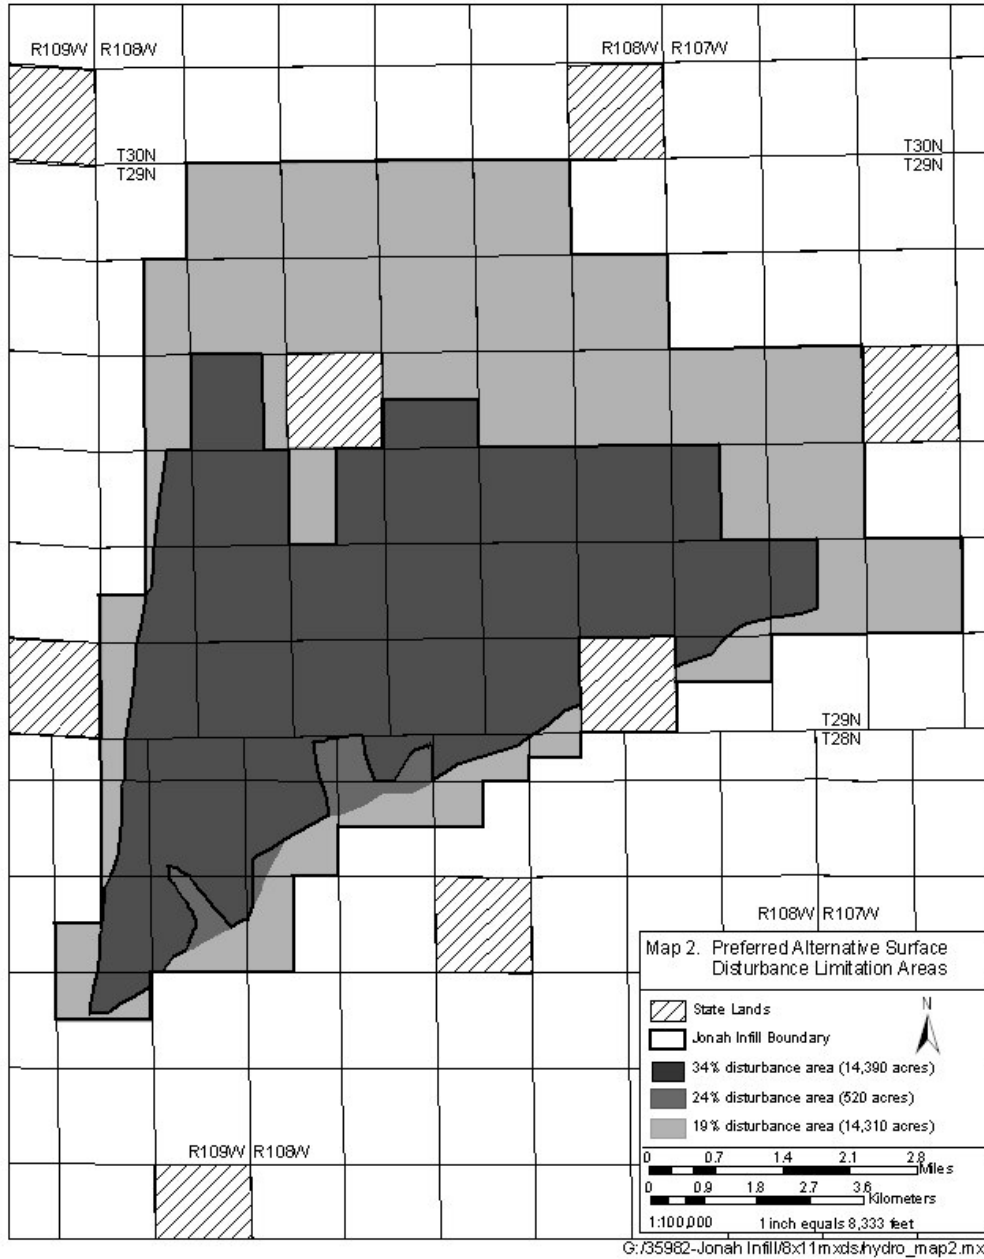 R109W R108W
R108W R107W
T30N
T29N
T30N
T29N
T29N
T28N
R108W R107W
Map 2. Preferred Alternative Surface
Disturbance Limitation Areas
N
State Lands
Jonah Infill Boundary
34% disturbance area (14,390 acres)
24% disturbance area (520 acres)
19% disturbance area (14,310 acres)
R109W R108W
0 0.7 1.4 2.1 2.8
Miles
0 0.9 1.8 2.7 3.6
Kilometers
1:100,000 1 inch equals 8,333 feet
G:/35982-Jonah Infill/8x11mxds/hydro_map2.mx